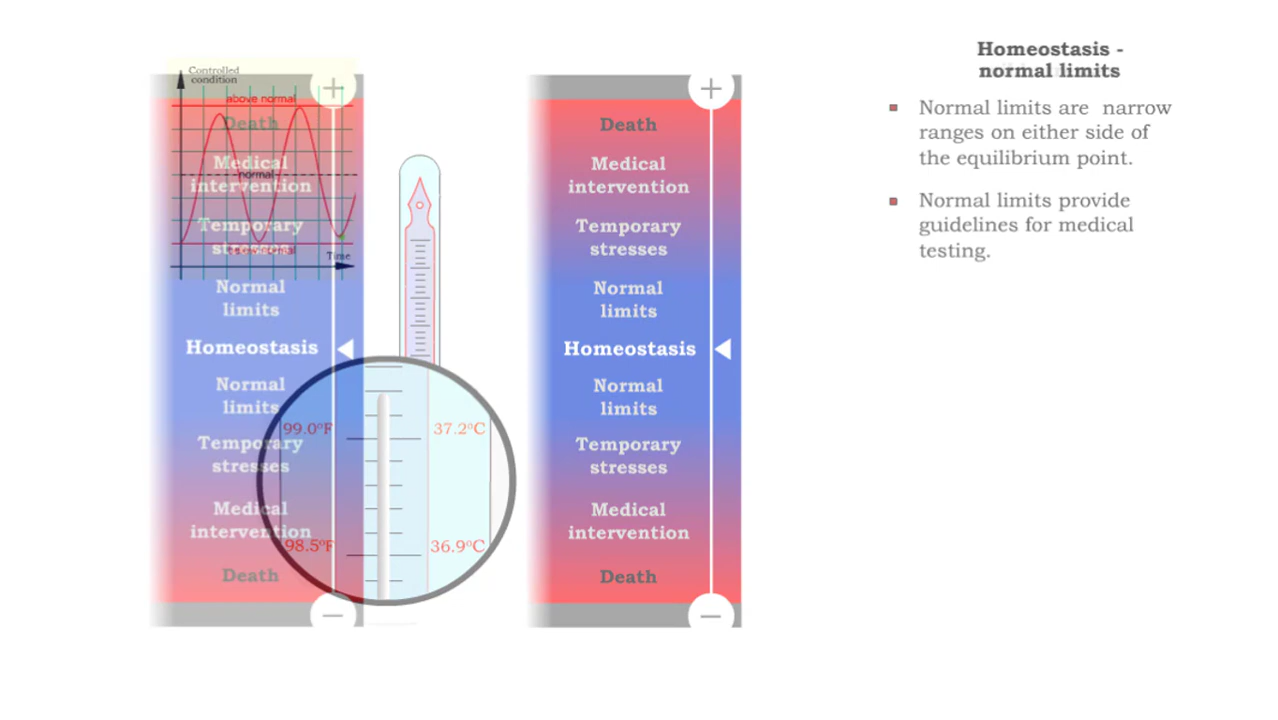 Controlled
condition
above normal
Death
Medical
normal
intervention
Temporary
stresses
below normal
Time
Normal
limits
Homeostasis
Normal
limits
Temporary
stresses
Medical
intervention
Death
99.0°F
37.2°C
98.5°F
36.9°C
+
−
Death
Medical
intervention
Temporary
stresses
Normal
limits
Homeostasis
Normal
limits
Temporary
stresses
Medical
intervention
Death
+
−
Homeostasis -
normal limits
Normal limits are narrow
ranges on either side of
the equilibrium point.
Normal limits provide
guidelines for medical
testing.